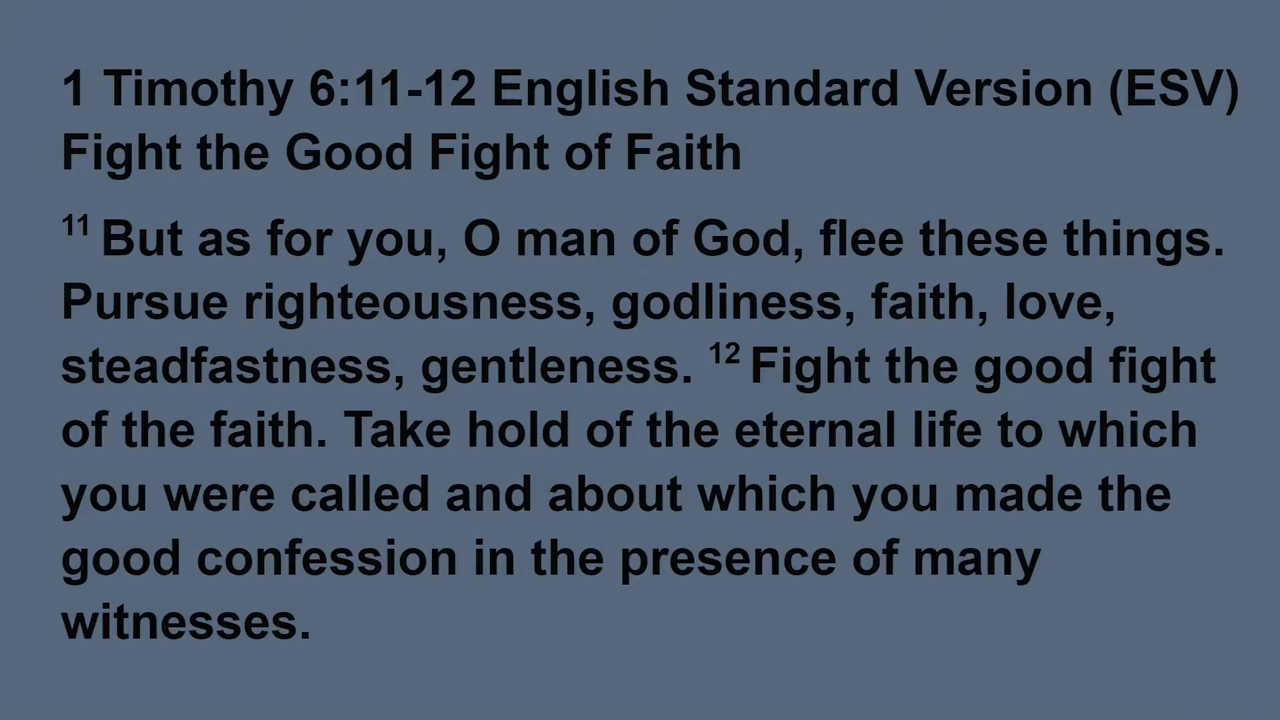 1 Timothy 6:11-12 English Standard Version (ESV)
Fight the Good Fight of Faith
11 But as for you, O man of God, flee these things.
Pursue righteousness, godliness, faith, love,
steadfastness, gentleness. 12 Fight the good fight
of the faith. Take hold of the eternal life to which
you were called and about which you made the
good confession in the presence of many
witnesses.